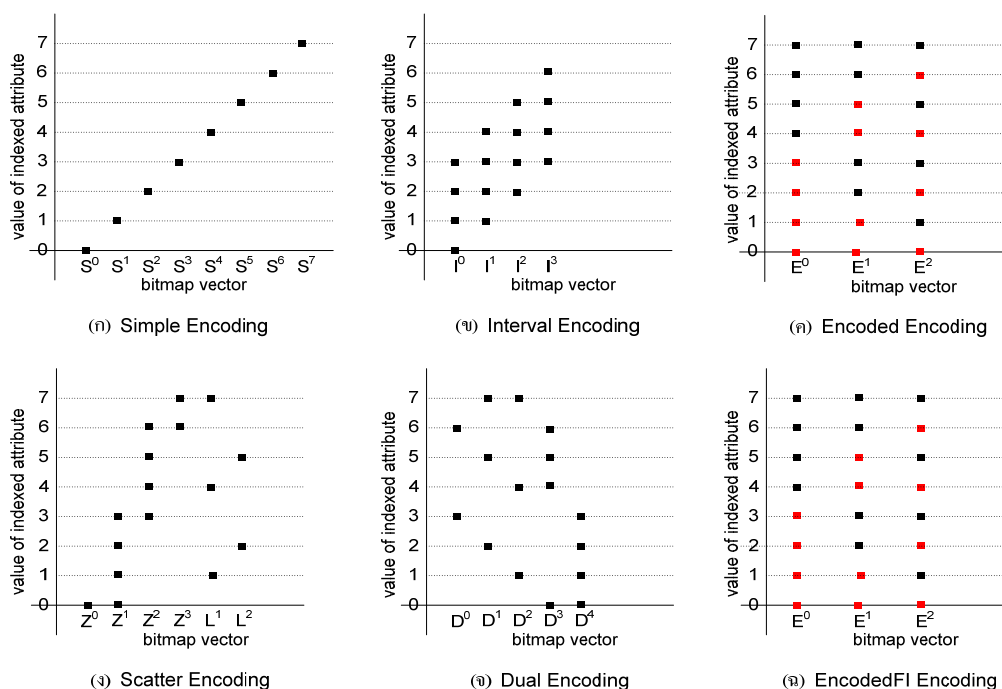 value of indexed attribute
7
6
5
4
3
2
1
0
S⁰ S¹ S² S³ S⁴ S⁵ S⁶ S⁷
bitmap vector
(ก) Simple Encoding
value of indexed attribute
7
6
5
4
3
2
1
0
I⁰ I¹ I² I³
bitmap vector
(ข) Interval Encoding
value of indexed attribute
7
6
5
4
3
2
1
0
E⁰ E¹ E²
bitmap vector
(ค) Encoded Encoding
value of indexed attribute
7
6
5
4
3
2
1
0
Z⁰ Z¹ Z² Z³ L¹ L²
bitmap vector
(ง) Scatter Encoding
value of indexed attribute
7
6
5
4
3
2
1
0
D⁰ D¹ D² D³ D⁴
bitmap vector
(จ) Dual Encoding
value of indexed attribute
7
6
5
4
3
2
1
0
E⁰ E¹ E²
bitmap vector
(ฉ) EncodedFI Encoding